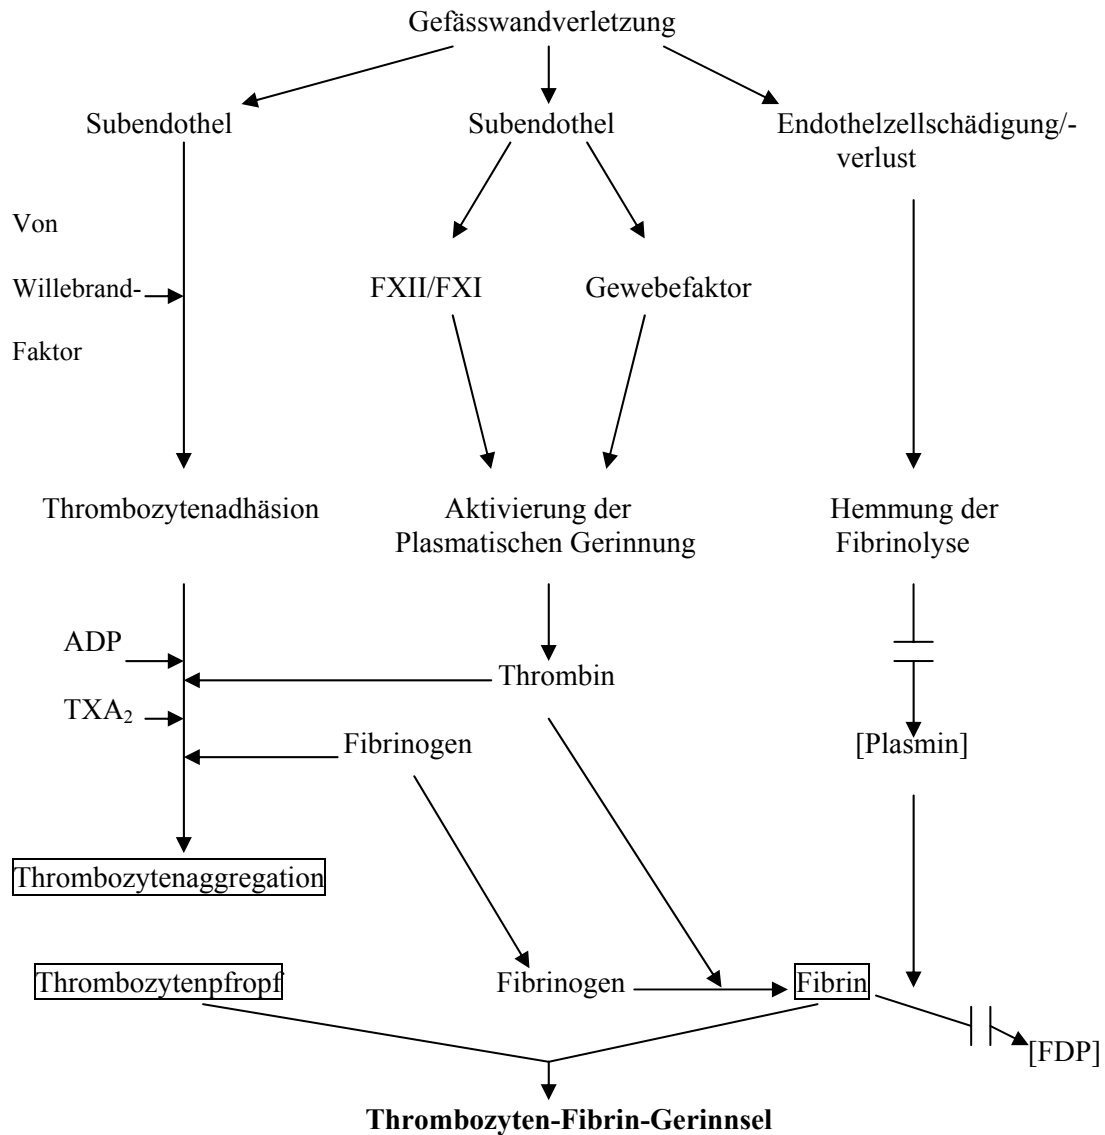 Gefässwandverletzung
Subendothel
Subendothel
Endothelzellschädigung/-
verlust
Von
Willebrand-
Faktor
FXII/FXI
Gewebefaktor
Thrombozytenadhäsion
Aktivierung der
Plasmatischen Gerinnung
Hemmung der
Fibrinolyse
ADP
Thrombin
TXA₂
Fibrinogen
[Plasmin]
Thrombozytenaggregation
Thrombozytenpfropf
Fibrinogen
Fibrin
[FDP]
Thrombozyten-Fibrin-Gerinnsel